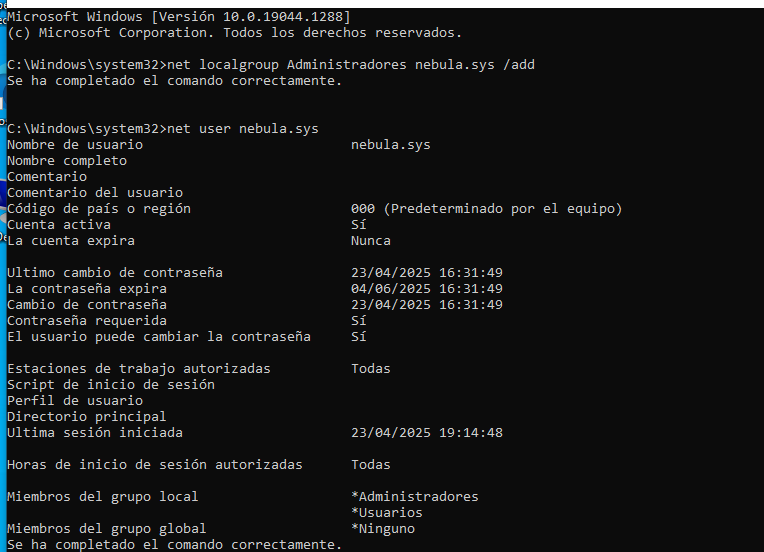 Microsoft Windows [Versión 10.0.19044.1288]
(c) Microsoft Corporation. Todos los derechos reservados.
C:\Windows\system32>net localgroup Administradores nebula.sys /add
Se ha completado el comando correctamente.
C:\Windows\system32>net user nebula.sys
Nombre de usuario                          nebula.sys
Nombre completo
Comentario
Comentario del usuario
Código de país o región                    000 (Predeterminado por el equipo)
Cuenta activa                              Sí
La cuenta expira                           Nunca
Ultimo cambio de contraseña                23/04/2025 16:31:49
La contraseña expira                       04/06/2025 16:31:49
Cambio de contraseña                       23/04/2025 16:31:49
Contraseña requerida                       Sí
El usuario puede cambiar la contraseña     Sí
Estaciones de trabajo autorizadas          Todas
Script de inicio de sesión
Perfil de usuario
Directorio principal
Ultima sesión iniciada                     23/04/2025 19:14:48
Horas de inicio de sesión autorizadas      Todas
Miembros del grupo local                   *Administradores
                                           *Usuarios
Miembros del grupo global                  *Ninguno
Se ha completado el comando correctamente.